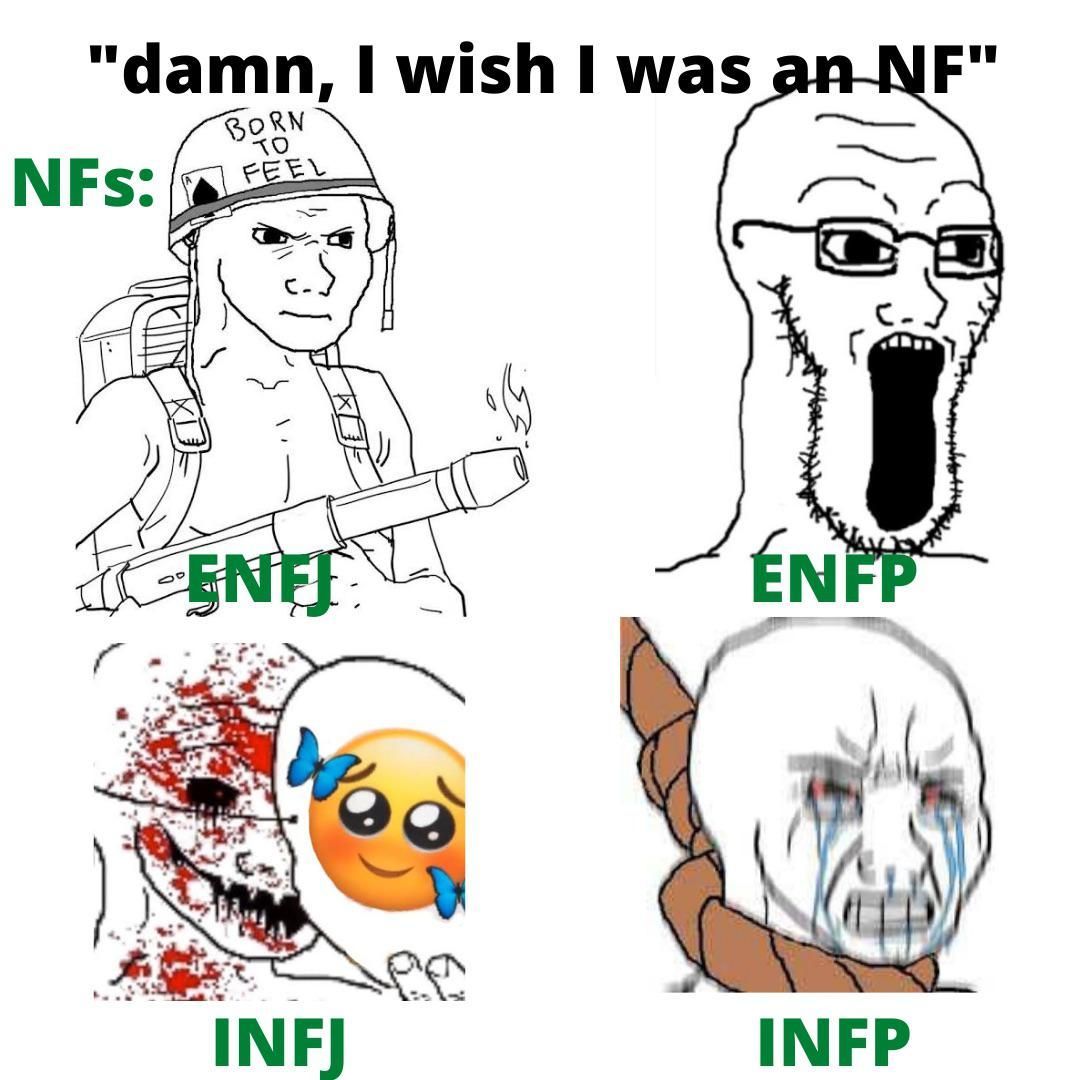 "damn, I wish I was an NF"
NFs:
BORN
TO
FEEL
A
ENFJ
ENFP
INFJ
INFP